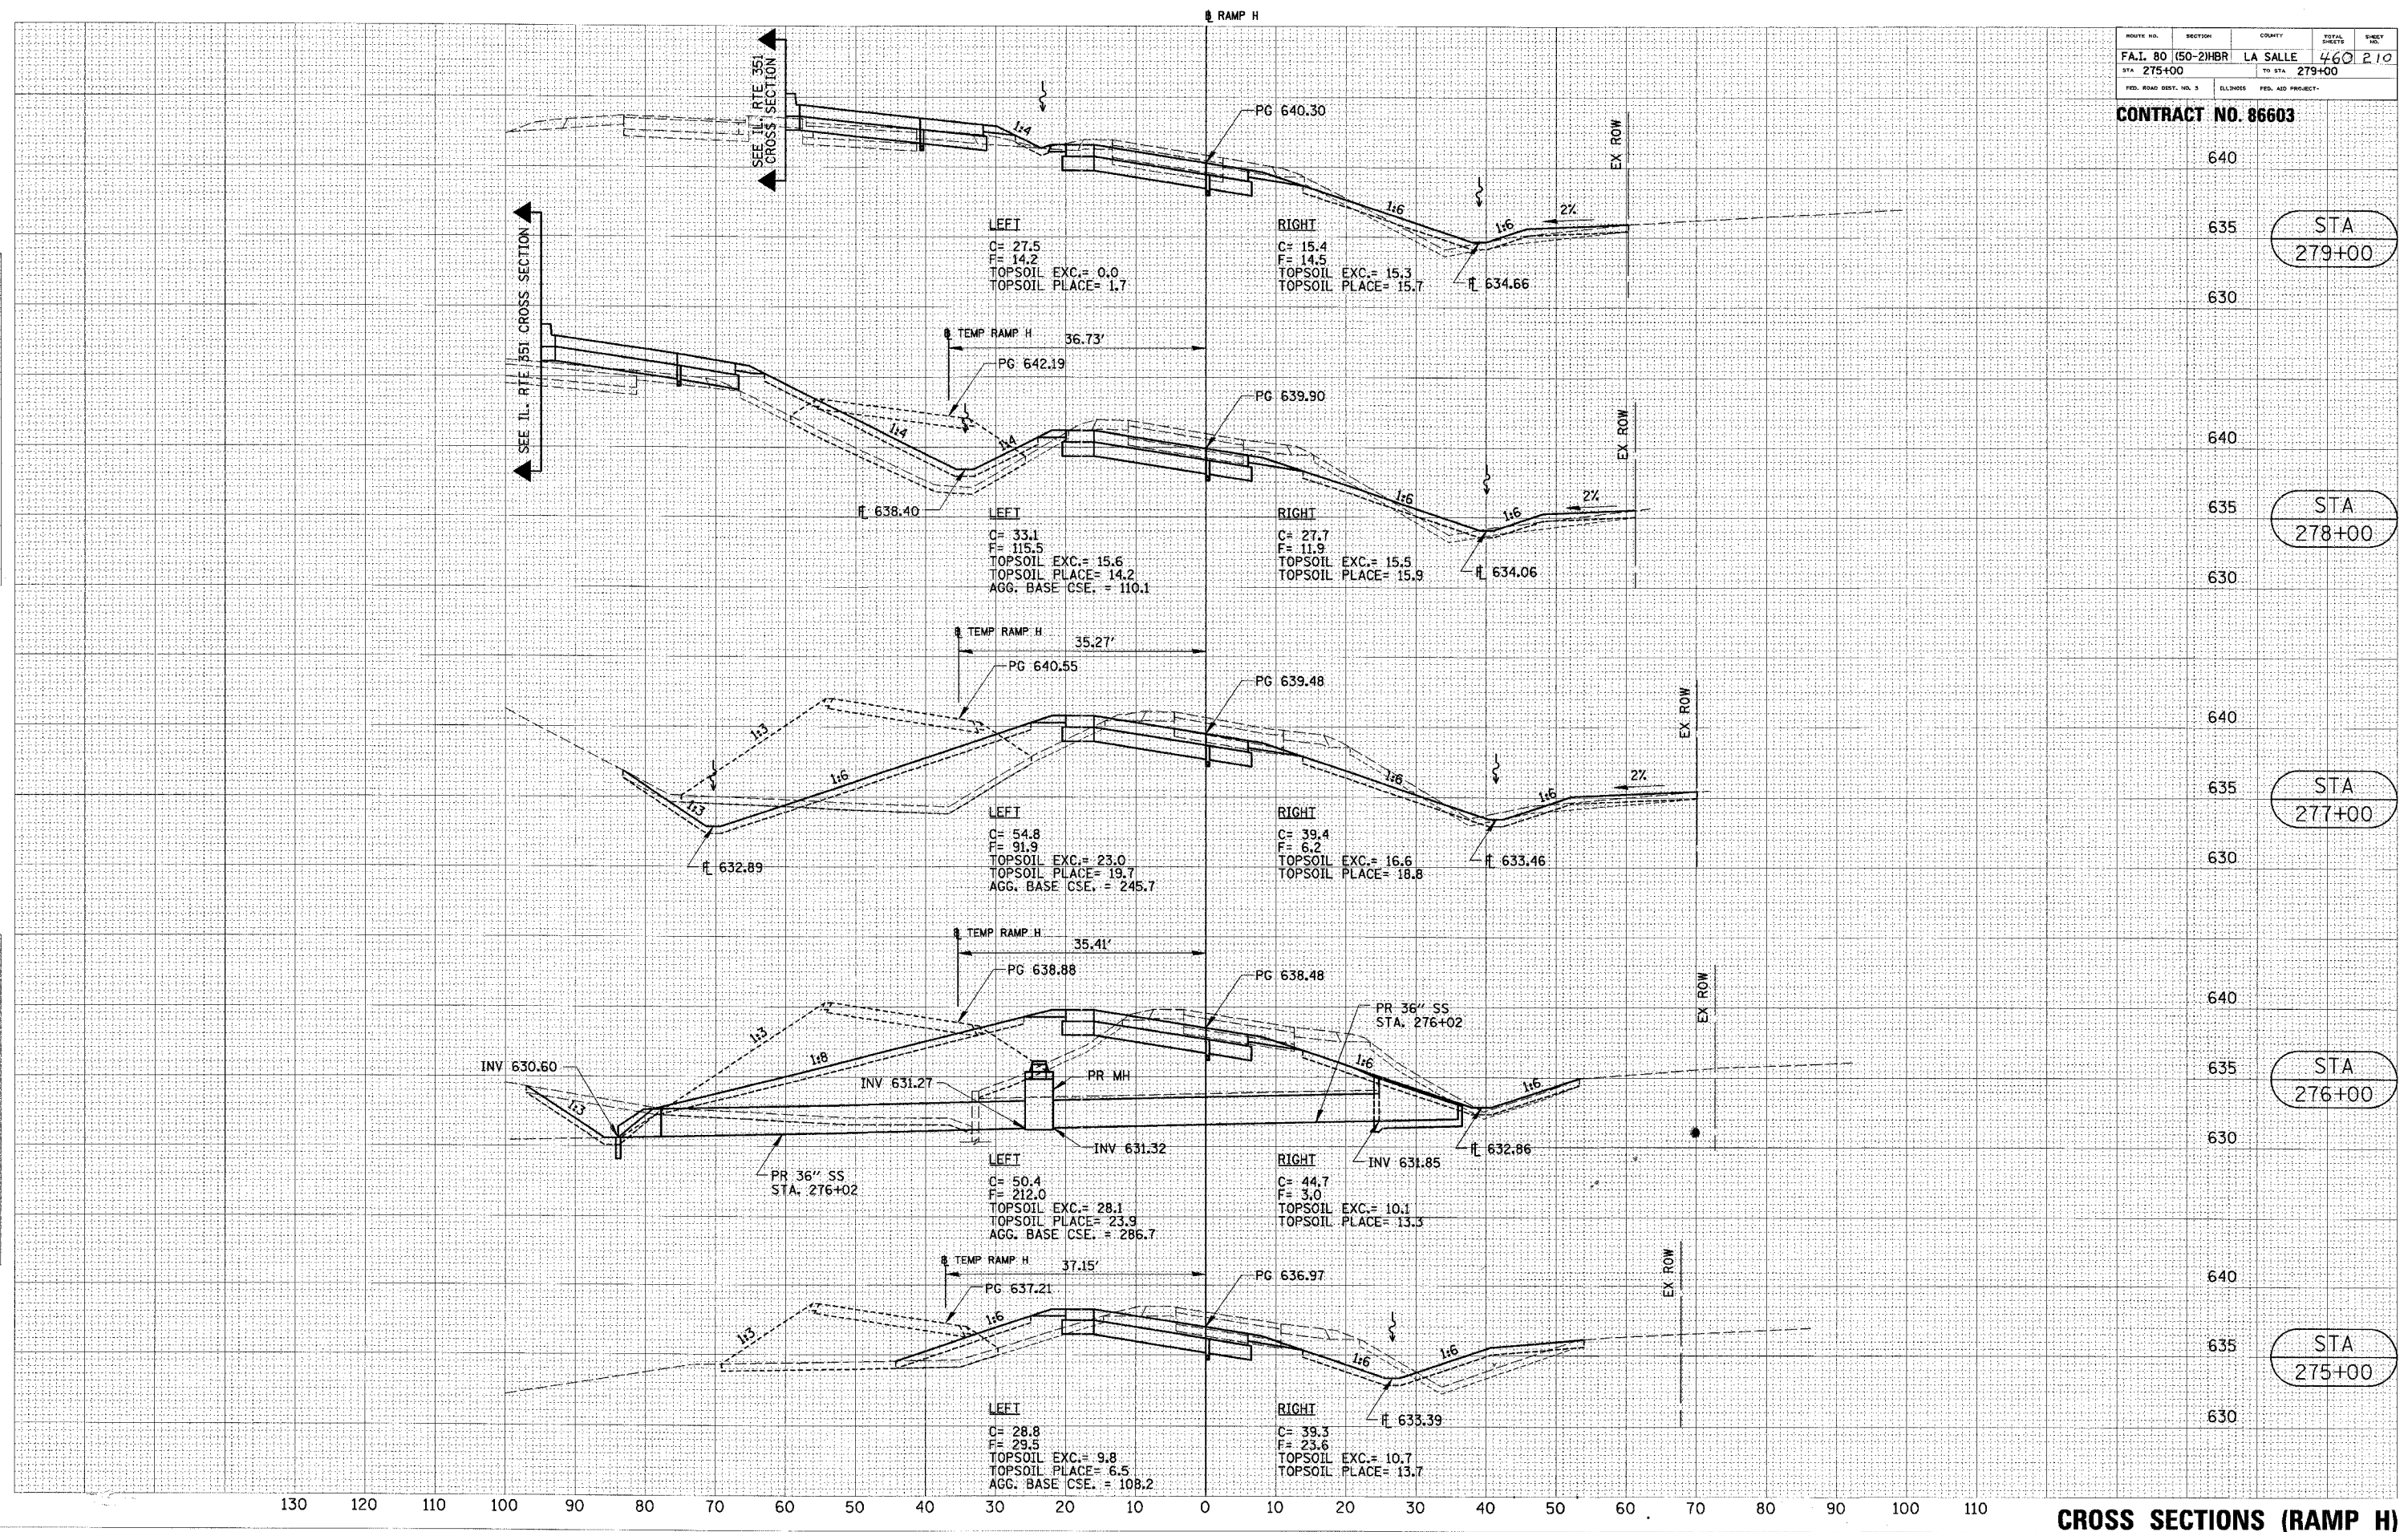 ℄ RAMP H
ROUTE NO. SECTION COUNTY TOTAL SHEETS SHEET NO.
FA.I. 80 (50-2)HBR LA SALLE 460 210
STA 275+00 TO STA 279+00
FED. ROAD DIST. NO. 3 ILLINOIS FED. AID PROJECT-
CONTRACT NO. 86603
SEE IL. RTE 351
CROSS SECTION
1:4
PG 640.30
EX ROW
1:6
1:6
2%
640
635
630
STA
279+00
LEFT
C= 27.5
F= 14.2
TOPSOIL EXC.= 0.0
TOPSOIL PLACE= 1.7
RIGHT
C= 15.4
F= 14.5
TOPSOIL EXC.= 15.3
TOPSOIL PLACE= 15.7
FL 634.66
SEE IL. RTE 351 CROSS SECTION
℄ TEMP RAMP H
36.73'
PG 642.19
PG 639.90
EX ROW
1:4
1:4
1:6
1:6
2%
FL 638.40
640
635
630
STA
278+00
LEFT
C= 33.1
F= 115.5
TOPSOIL EXC.= 15.6
TOPSOIL PLACE= 14.2
AGG. BASE CSE. = 110.1
RIGHT
C= 27.7
F= 11.9
TOPSOIL EXC.= 15.5
TOPSOIL PLACE= 15.9
FL 634.06
℄ TEMP RAMP H
35.27'
PG 640.55
PG 639.48
EX ROW
1:3
1:6
1:3
1:6
1:6
2%
FL 632.89
640
635
630
STA
277+00
LEFT
C= 54.8
F= 91.9
TOPSOIL EXC.= 23.0
TOPSOIL PLACE= 19.7
AGG. BASE CSE. = 245.7
RIGHT
C= 39.4
F= 6.2
TOPSOIL EXC.= 16.6
TOPSOIL PLACE= 18.8
FL 633.46
℄ TEMP RAMP H
35.41'
PG 638.88
PG 638.48
PR 36" SS
STA. 276+02
EX ROW
1:3
1:8
1:3
1:6
1:6
INV 630.60
INV 631.27
PR MH
INV 631.32
INV 631.85
FL 632.86
PR 36" SS
STA. 276+02
640
635
630
STA
276+00
LEFT
C= 50.4
F= 212.0
TOPSOIL EXC.= 28.1
TOPSOIL PLACE= 23.9
AGG. BASE CSE. = 286.7
RIGHT
C= 44.7
F= 3.0
TOPSOIL EXC.= 10.1
TOPSOIL PLACE= 13.3
℄ TEMP RAMP H
37.15'
PG 637.21
PG 636.97
EX ROW
1:3
1:6
1:6
1:6
640
635
630
STA
275+00
LEFT
C= 28.8
F= 29.5
TOPSOIL EXC.= 9.8
TOPSOIL PLACE= 6.5
AGG. BASE CSE. = 108.2
RIGHT
C= 39.3
F= 23.6
TOPSOIL EXC.= 10.7
TOPSOIL PLACE= 13.7
FL 633.39
130 120 110 100 90 80 70 60 50 40 30 20 10 0 10 20 30 40 50 60 70 80 90 100 110
CROSS SECTIONS (RAMP H)